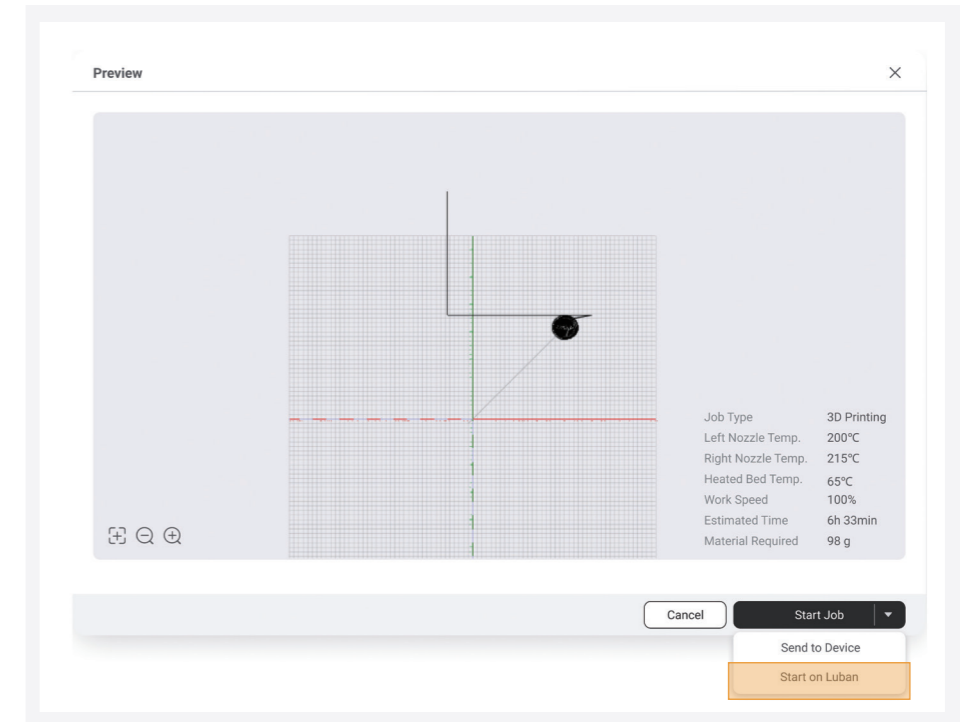 Preview
Job Type 3D Printing
Left Nozzle Temp. 200℃
Right Nozzle Temp. 215℃
Heated Bed Temp. 65℃
Work Speed 100%
Estimated Time 6h 33min
Material Required 98 g
Cancel Start Job
Send to Device
Start on Luban